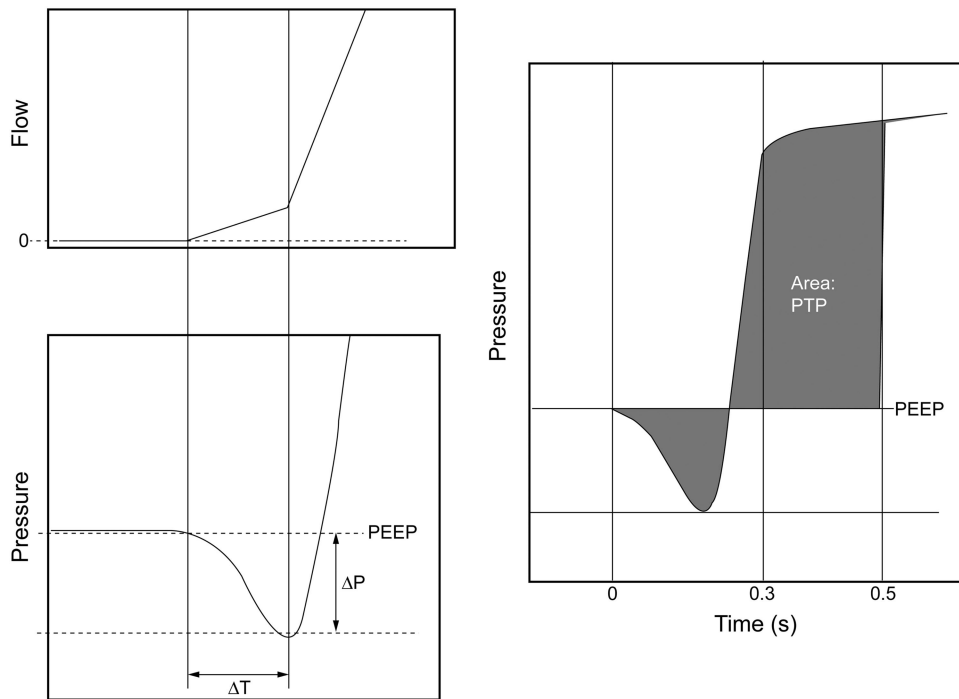 Flow
0
Pressure
PEEP
ΔP
ΔT
Pressure
Area:
PTP
PEEP
0
0.3
0.5
Time (s)